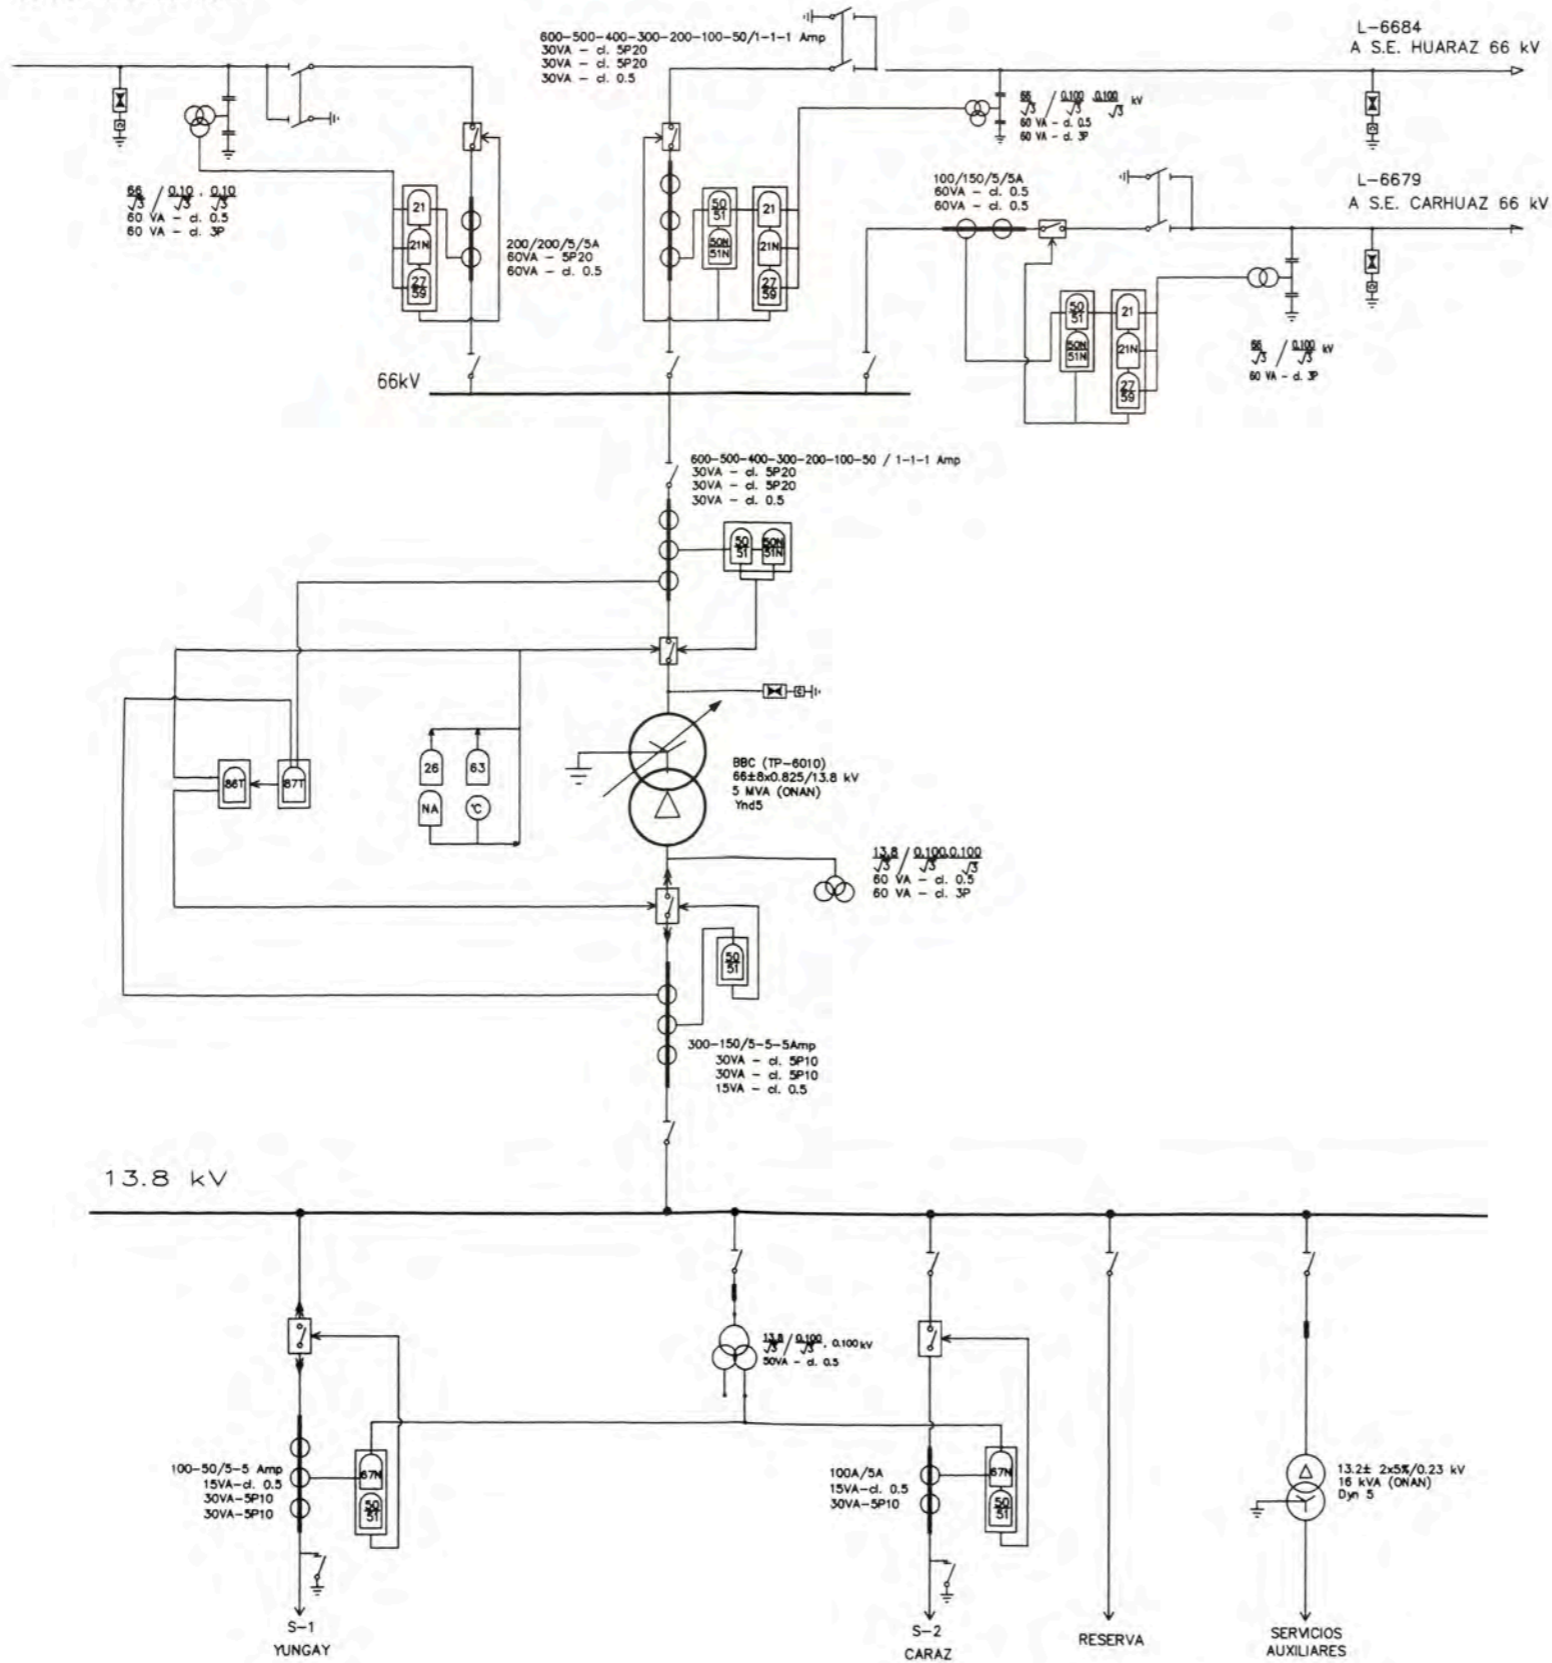 600-500-400-300-200-100-50/1-1-1 Amp
30VA - cl. 5P20
30VA - cl. 5P20
30VA - cl. 0.5
L-6684
A S.E. HUARAZ 66 kV
66/√3 / 0.100/√3 0.100/√3 kV
60 VA - cl. 0.5
60 VA - cl. 3P
66/√3 / 0.10/√3 . 0.10/√3
60 VA - cl. 0.5
60 VA - cl. 3P
21
21N
27
59
200/200/5/5A
60VA - 5P20
60VA - cl. 0.5
50
51
50N
51N
21
21N
27
59
100/150/5/5A
60VA - cl. 0.5
60VA - cl. 0.5
L-6679
A S.E. CARHUAZ 66 kV
50
51
50N
51N
21
21N
27
59
66/√3 / 0.100/√3 kV
60 VA - cl. 3P
66kV
600-500-400-300-200-100-50 / 1-1-1 Amp
30VA - cl. 5P20
30VA - cl. 5P20
30VA - cl. 0.5
50
51
50N
51N
86T
87T
26
63
NA
°C
BBC (TP-6010)
66±8x0.825/13.8 kV
5 MVA (ONAN)
Ynd5
13.8/√3 / 0.100/√3 0.100/√3
60 VA - cl. 0.5
60 VA - cl. 3P
50
51
300-150/5-5-5Amp
30VA - cl. 5P10
30VA - cl. 5P10
15VA - cl. 0.5
13.8 kV
13.8/√3 / 0.100/√3 . 0.100kV
50VA - cl. 0.5
100-50/5-5 Amp
15VA-cl. 0.5
30VA-5P10
30VA-5P10
67N
50
51
100A/5A
15VA-cl. 0.5
30VA-5P10
67N
50
51
13.2± 2x5%/0.23 kV
16 kVA (ONAN)
Dyn 5
S-1
YUNGAY
S-2
CARAZ
RESERVA
SERVICIOS
AUXILIARES